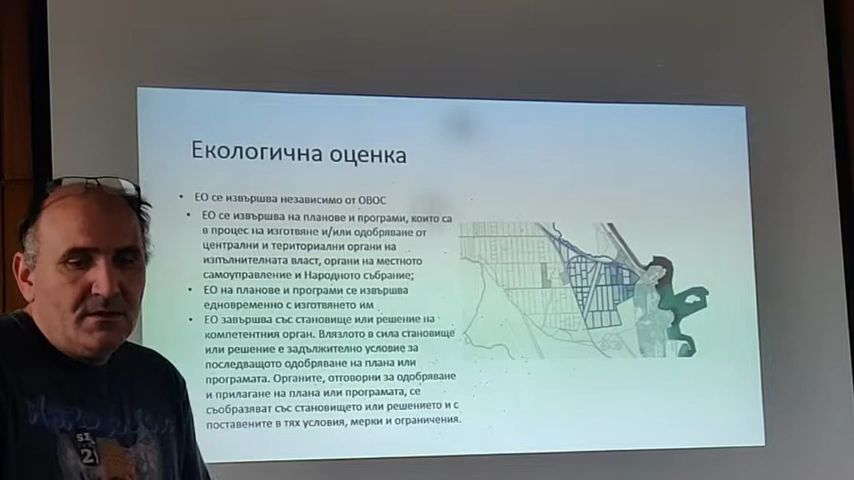 Екологична оценка
• ЕО се извършва независимо от ОВОС
• ЕО се извършва на планове и програми, които са
в процес на изготвяне и/или одобряване от
централни и териториални органи на
изпълнителната власт, органи на местното
самоуправление и Народното събрание;
• ЕО на планове и програми се извършва
едновременно с изготвянето им
• ЕО завършва със становище или решение на
компетентния орган. Влязлото в сила становище
или решение е задължително условие за
последващото одобряване на плана или
програмата. Органите, отговорни за одобряване
и прилагане на плана или програмата, се
съобразяват със становището или решението и с
поставените в тях условия, мерки и ограничения.